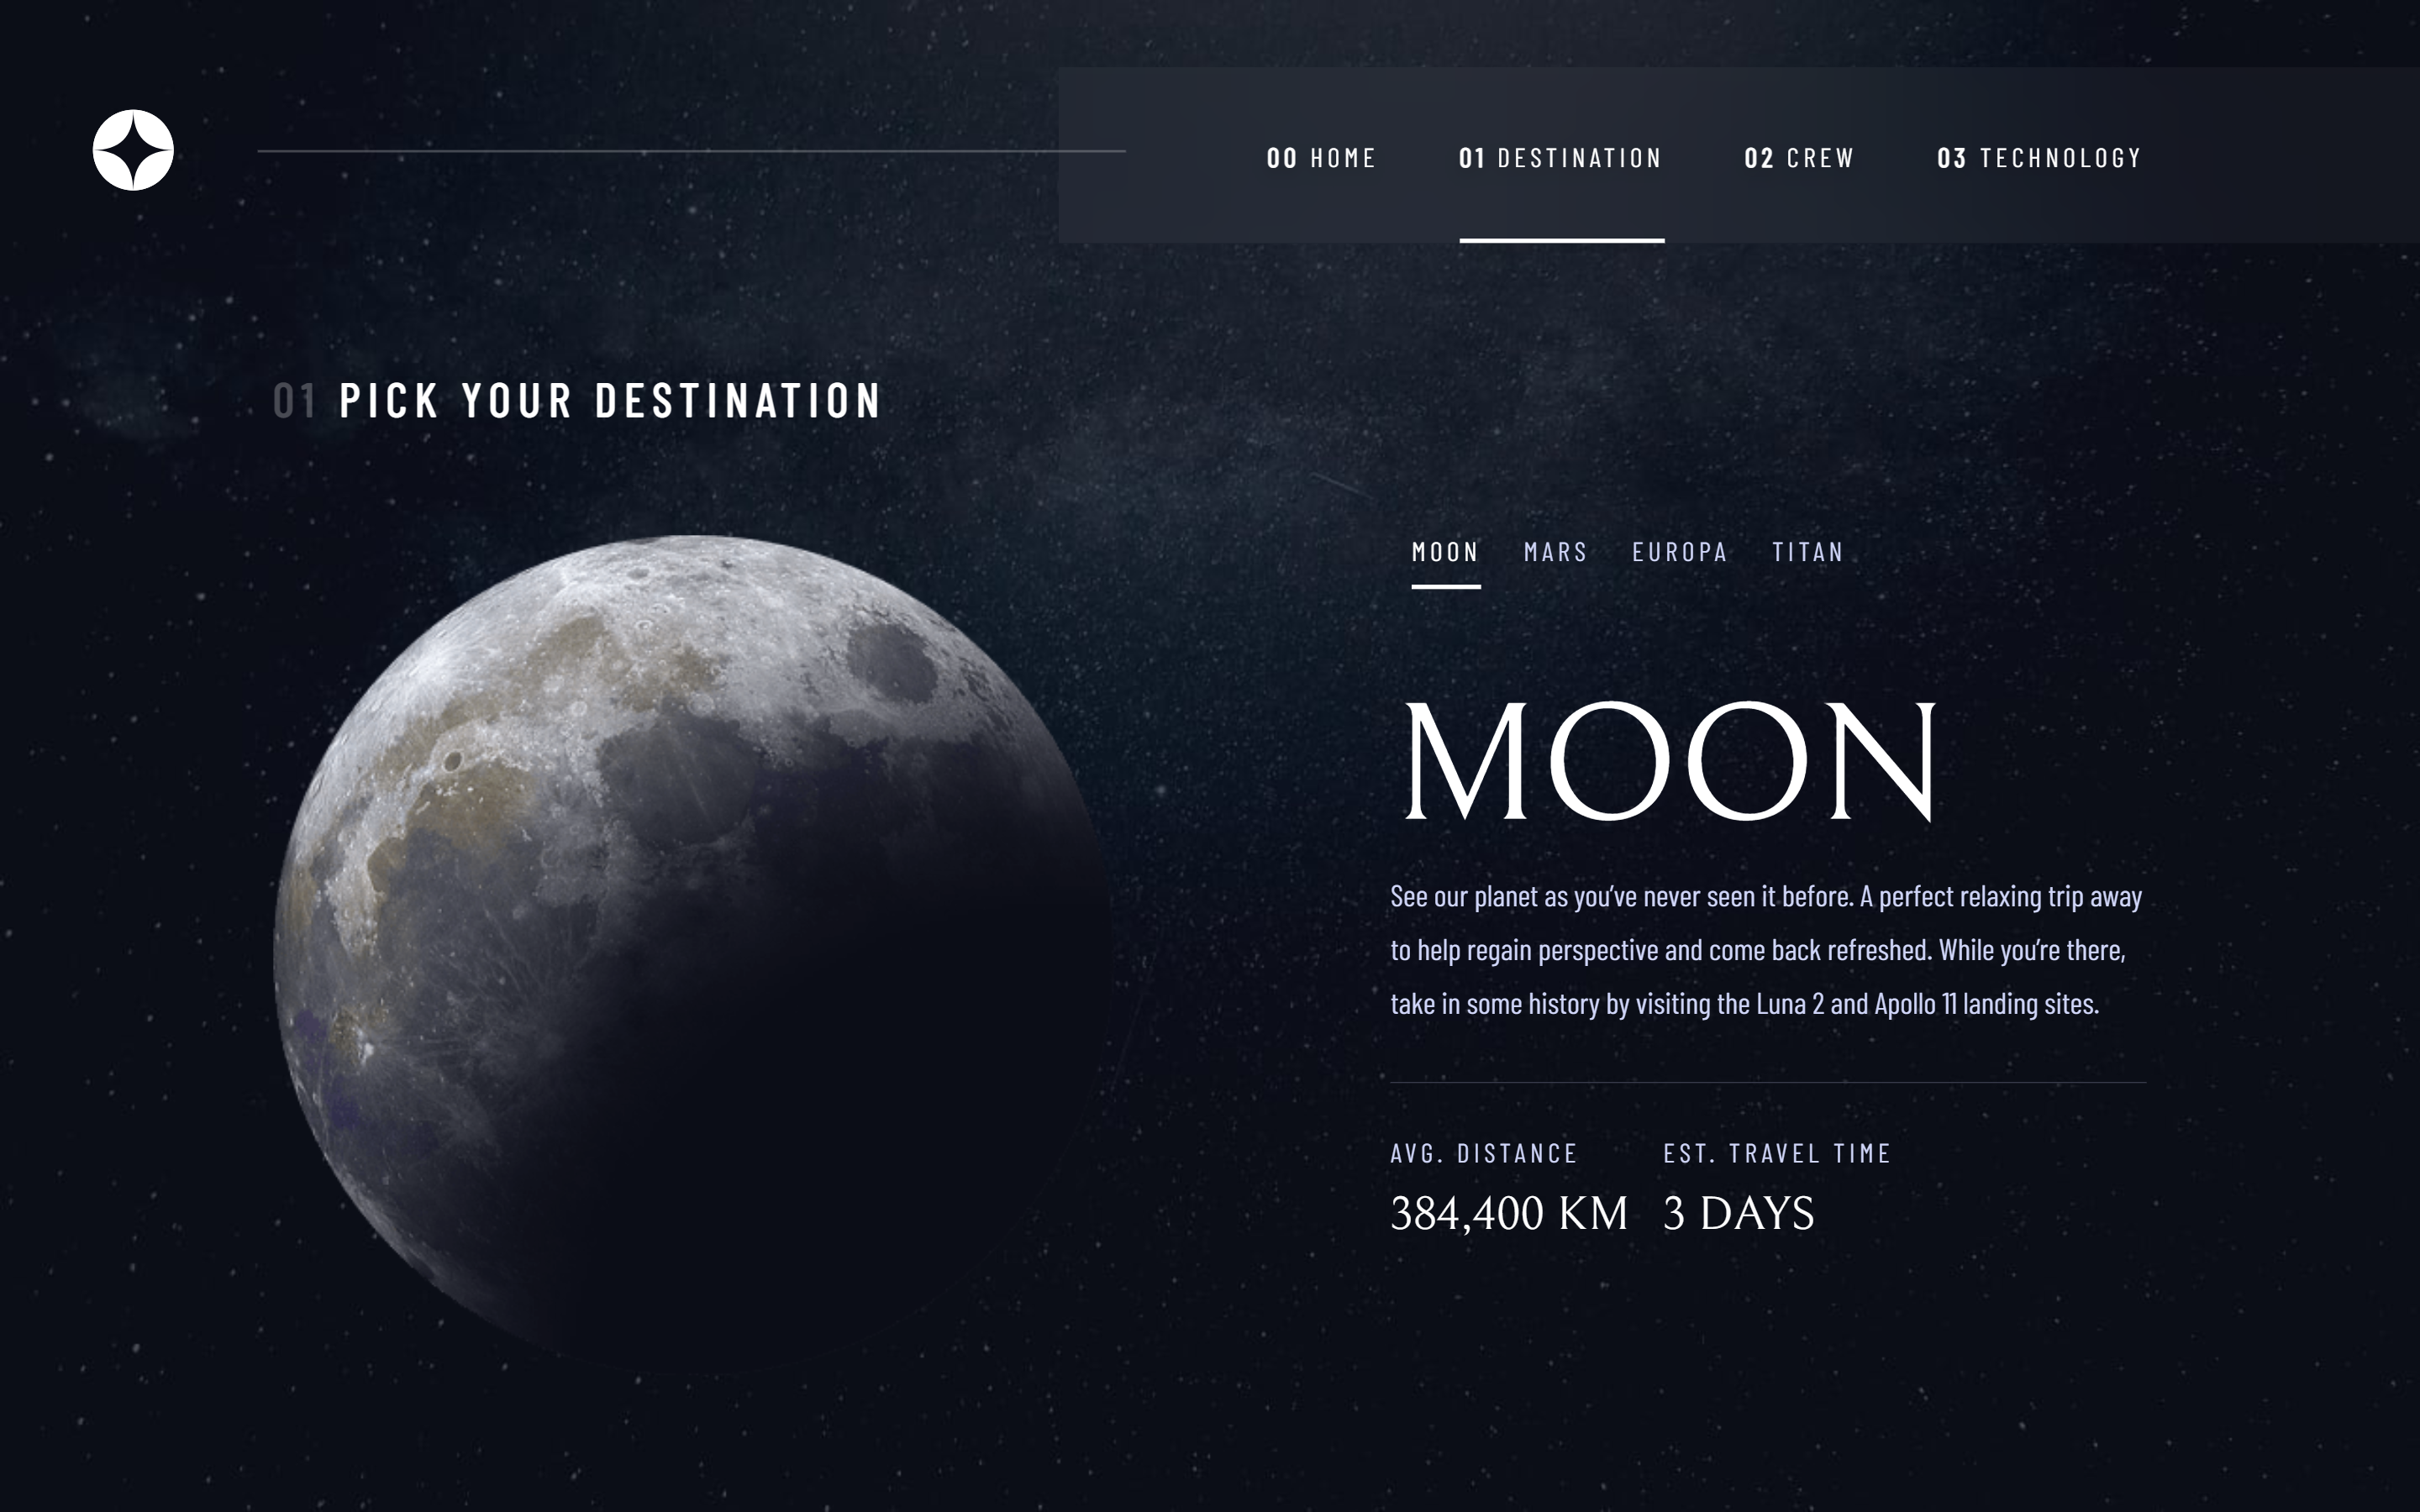 00 HOME 01 DESTINATION 02 CREW 03 TECHNOLOGY
01 PICK YOUR DESTINATION
MOON MARS EUROPA TITAN
MOON
See our planet as you’ve never seen it before. A perfect relaxing trip away
to help regain perspective and come back refreshed. While you’re there,
take in some history by visiting the Luna 2 and Apollo 11 landing sites.
AVG. DISTANCE EST. TRAVEL TIME
384,400 KM 3 DAYS